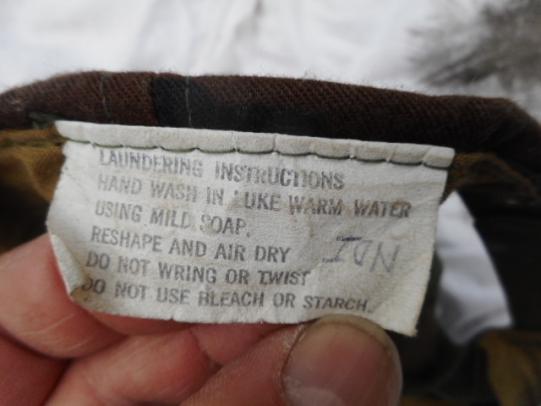 LAUNDERING INSTRUCTIONS
HAND WASH IN LUKE WARM WATER
USING MILD SOAP.
RESHAPE AND AIR DRY
DO NOT WRING OR TWIST
DO NOT USE BLEACH OR STARCH.